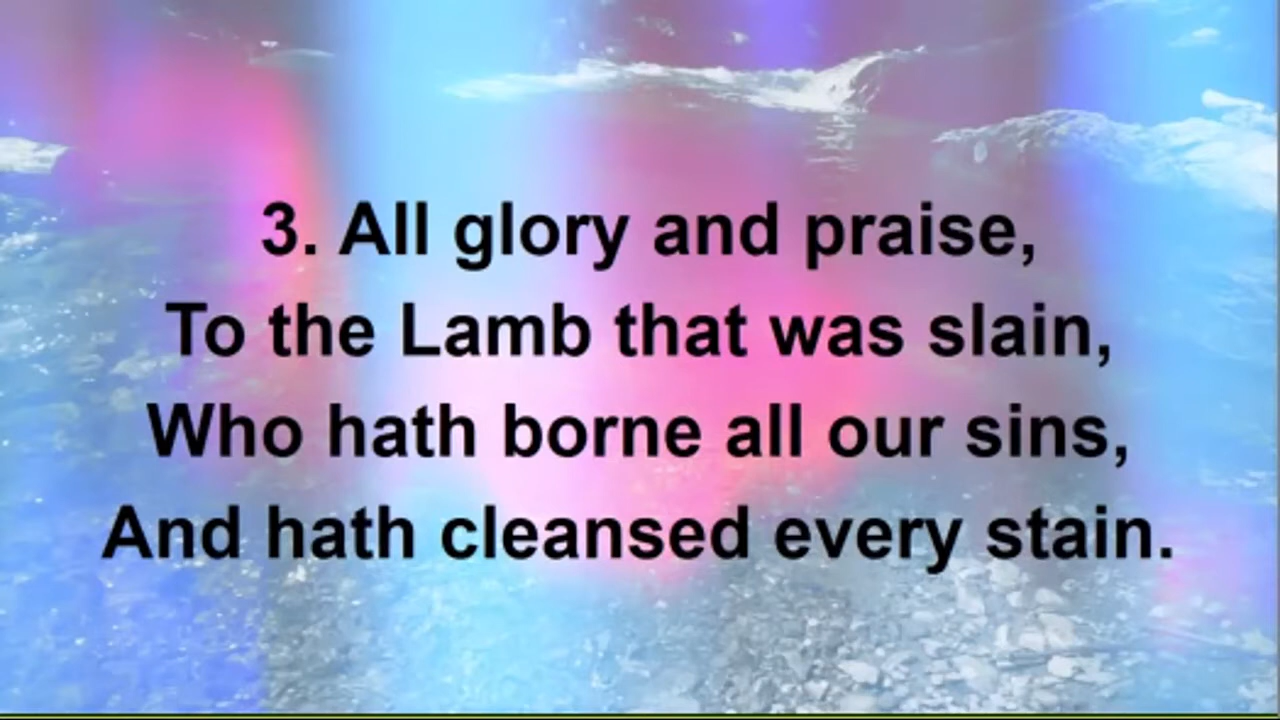 3. All glory and praise,
To the Lamb that was slain,
Who hath borne all our sins,
And hath cleansed every stain.